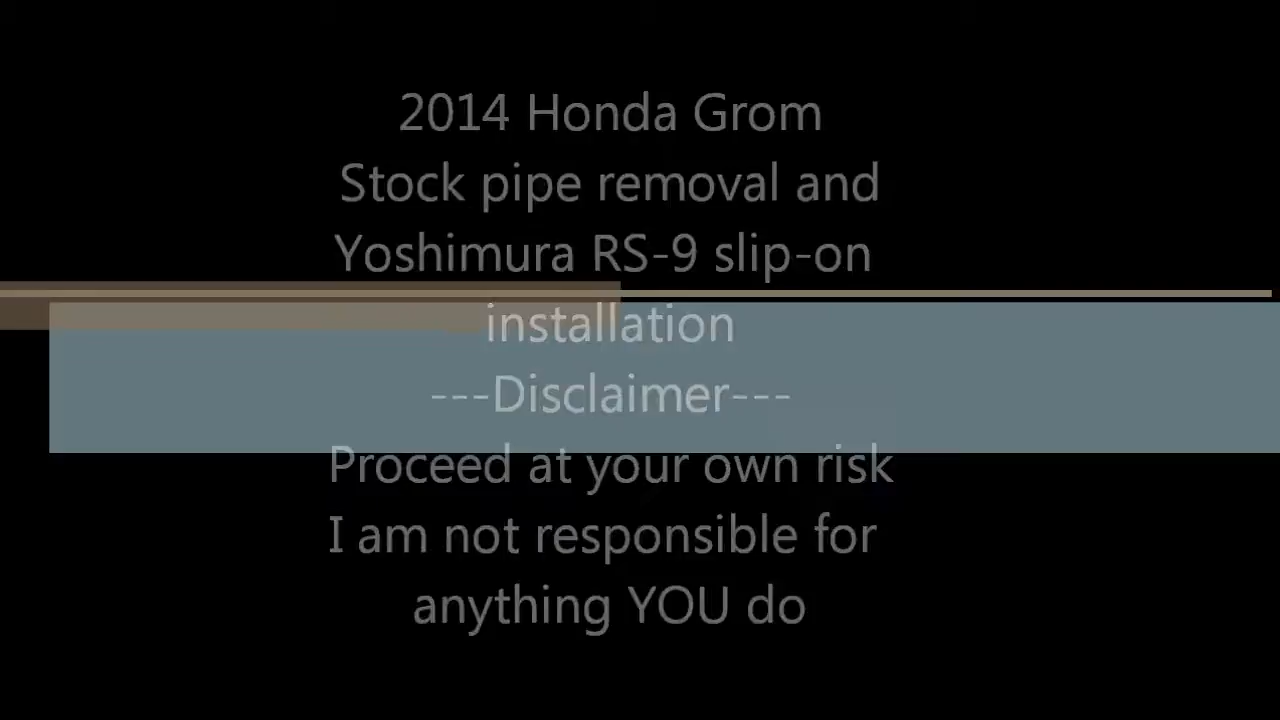 2014 Honda Grom
Stock pipe removal and
Yoshimura RS-9 slip-on
installation
---Disclaimer---
Proceed at your own risk
I am not responsible for
anything YOU do